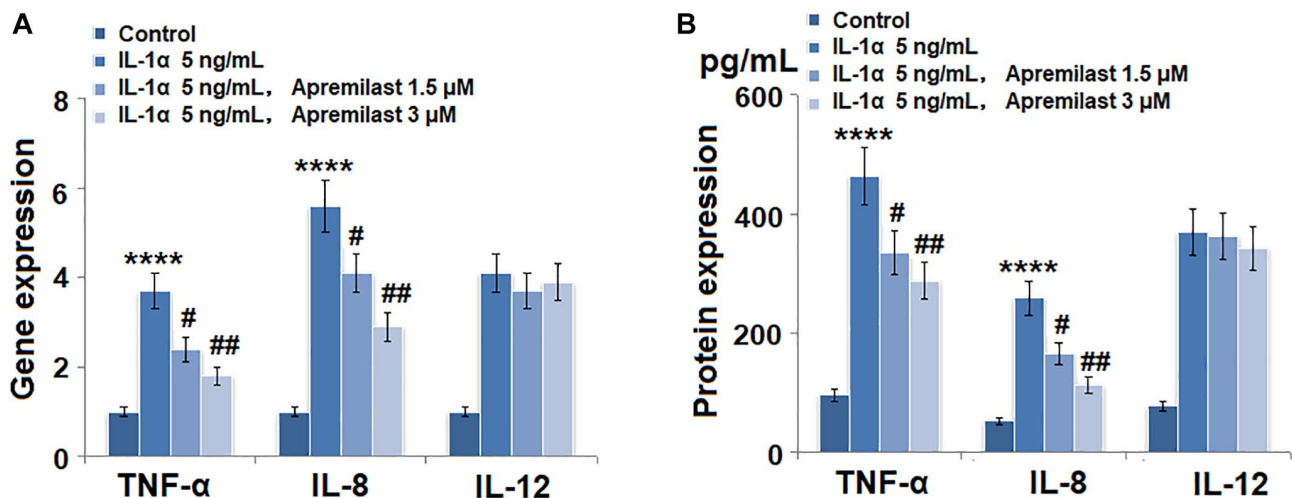 A
Control
IL-1α 5 ng/mL
IL-1α 5 ng/mL, Apremilast 1.5 μM
IL-1α 5 ng/mL, Apremilast 3 μM
Gene expression
8
6
4
2
0
****
#
##
****
#
##
TNF-α IL-8 IL-12
B
Control
IL-1α 5 ng/mL
IL-1α 5 ng/mL, Apremilast 1.5 μM
IL-1α 5 ng/mL, Apremilast 3 μM
pg/mL
Protein expression
600
400
200
0
****
#
##
****
#
##
TNF-α IL-8 IL-12